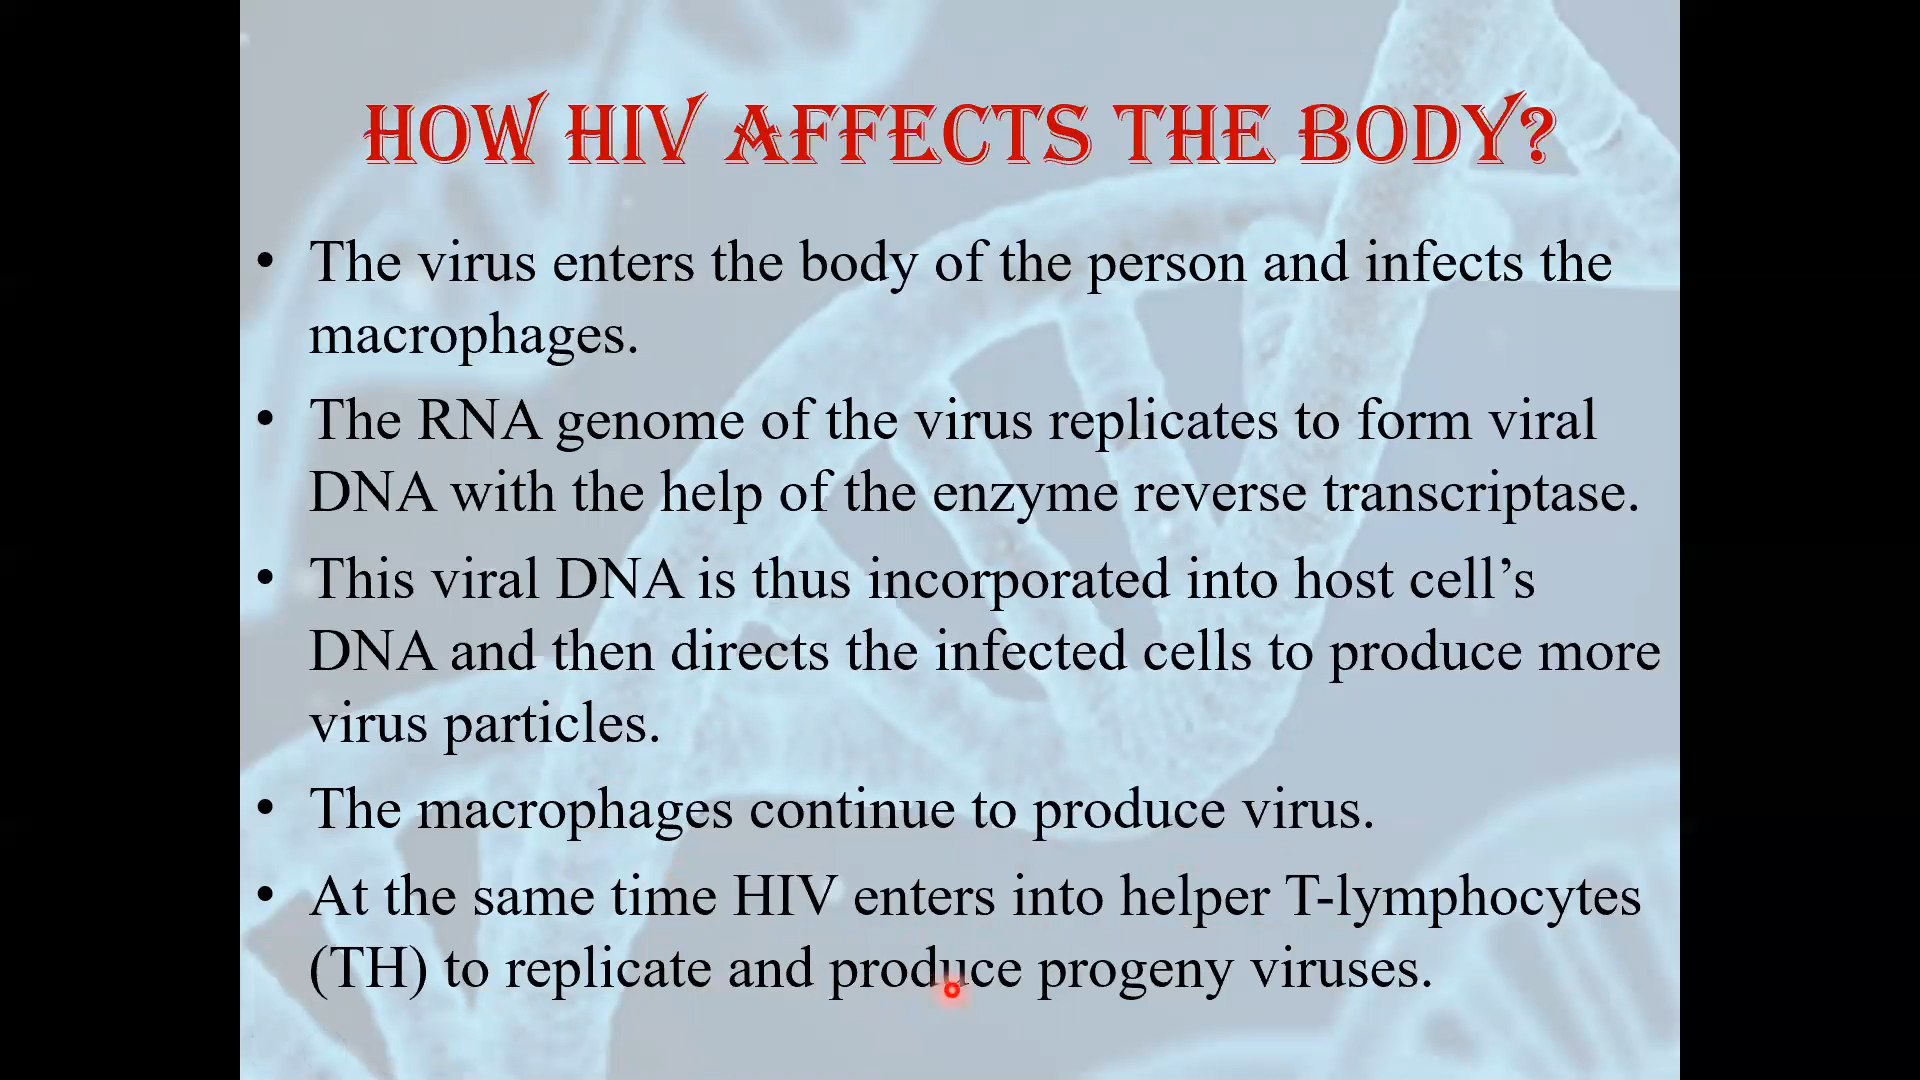 HOW HIV AFFECTS THE BODY?
• The virus enters the body of the person and infects the
macrophages.
• The RNA genome of the virus replicates to form viral
DNA with the help of the enzyme reverse transcriptase.
• This viral DNA is thus incorporated into host cell’s
DNA and then directs the infected cells to produce more
virus particles.
• The macrophages continue to produce virus.
• At the same time HIV enters into helper T-lymphocytes
(TH) to replicate and produce progeny viruses.